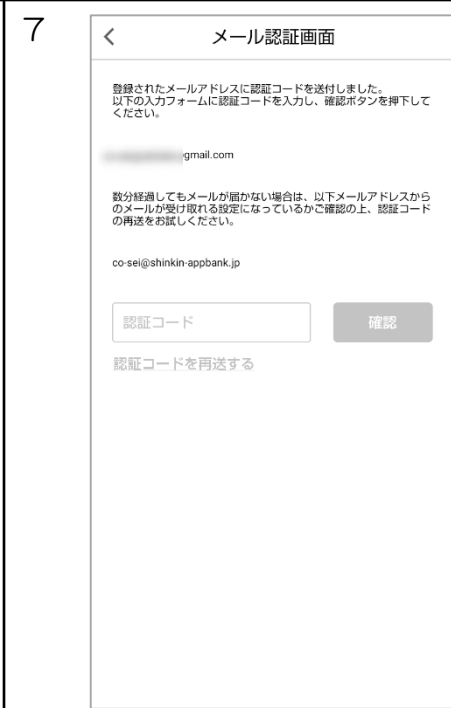 7
メール認証画面
登録されたメールアドレスに認証コードを送付しました。
以下の入力フォームに認証コードを入力し、確認ボタンを押下して
ください。
gmail.com
数分経過してもメールが届かない場合は、以下メールアドレスから
のメールが受け取れる設定になっているかご確認の上、認証コード
の再送をお試しください。
co-sei@shinkin-appbank.jp
認証コード 確認
認証コードを再送する